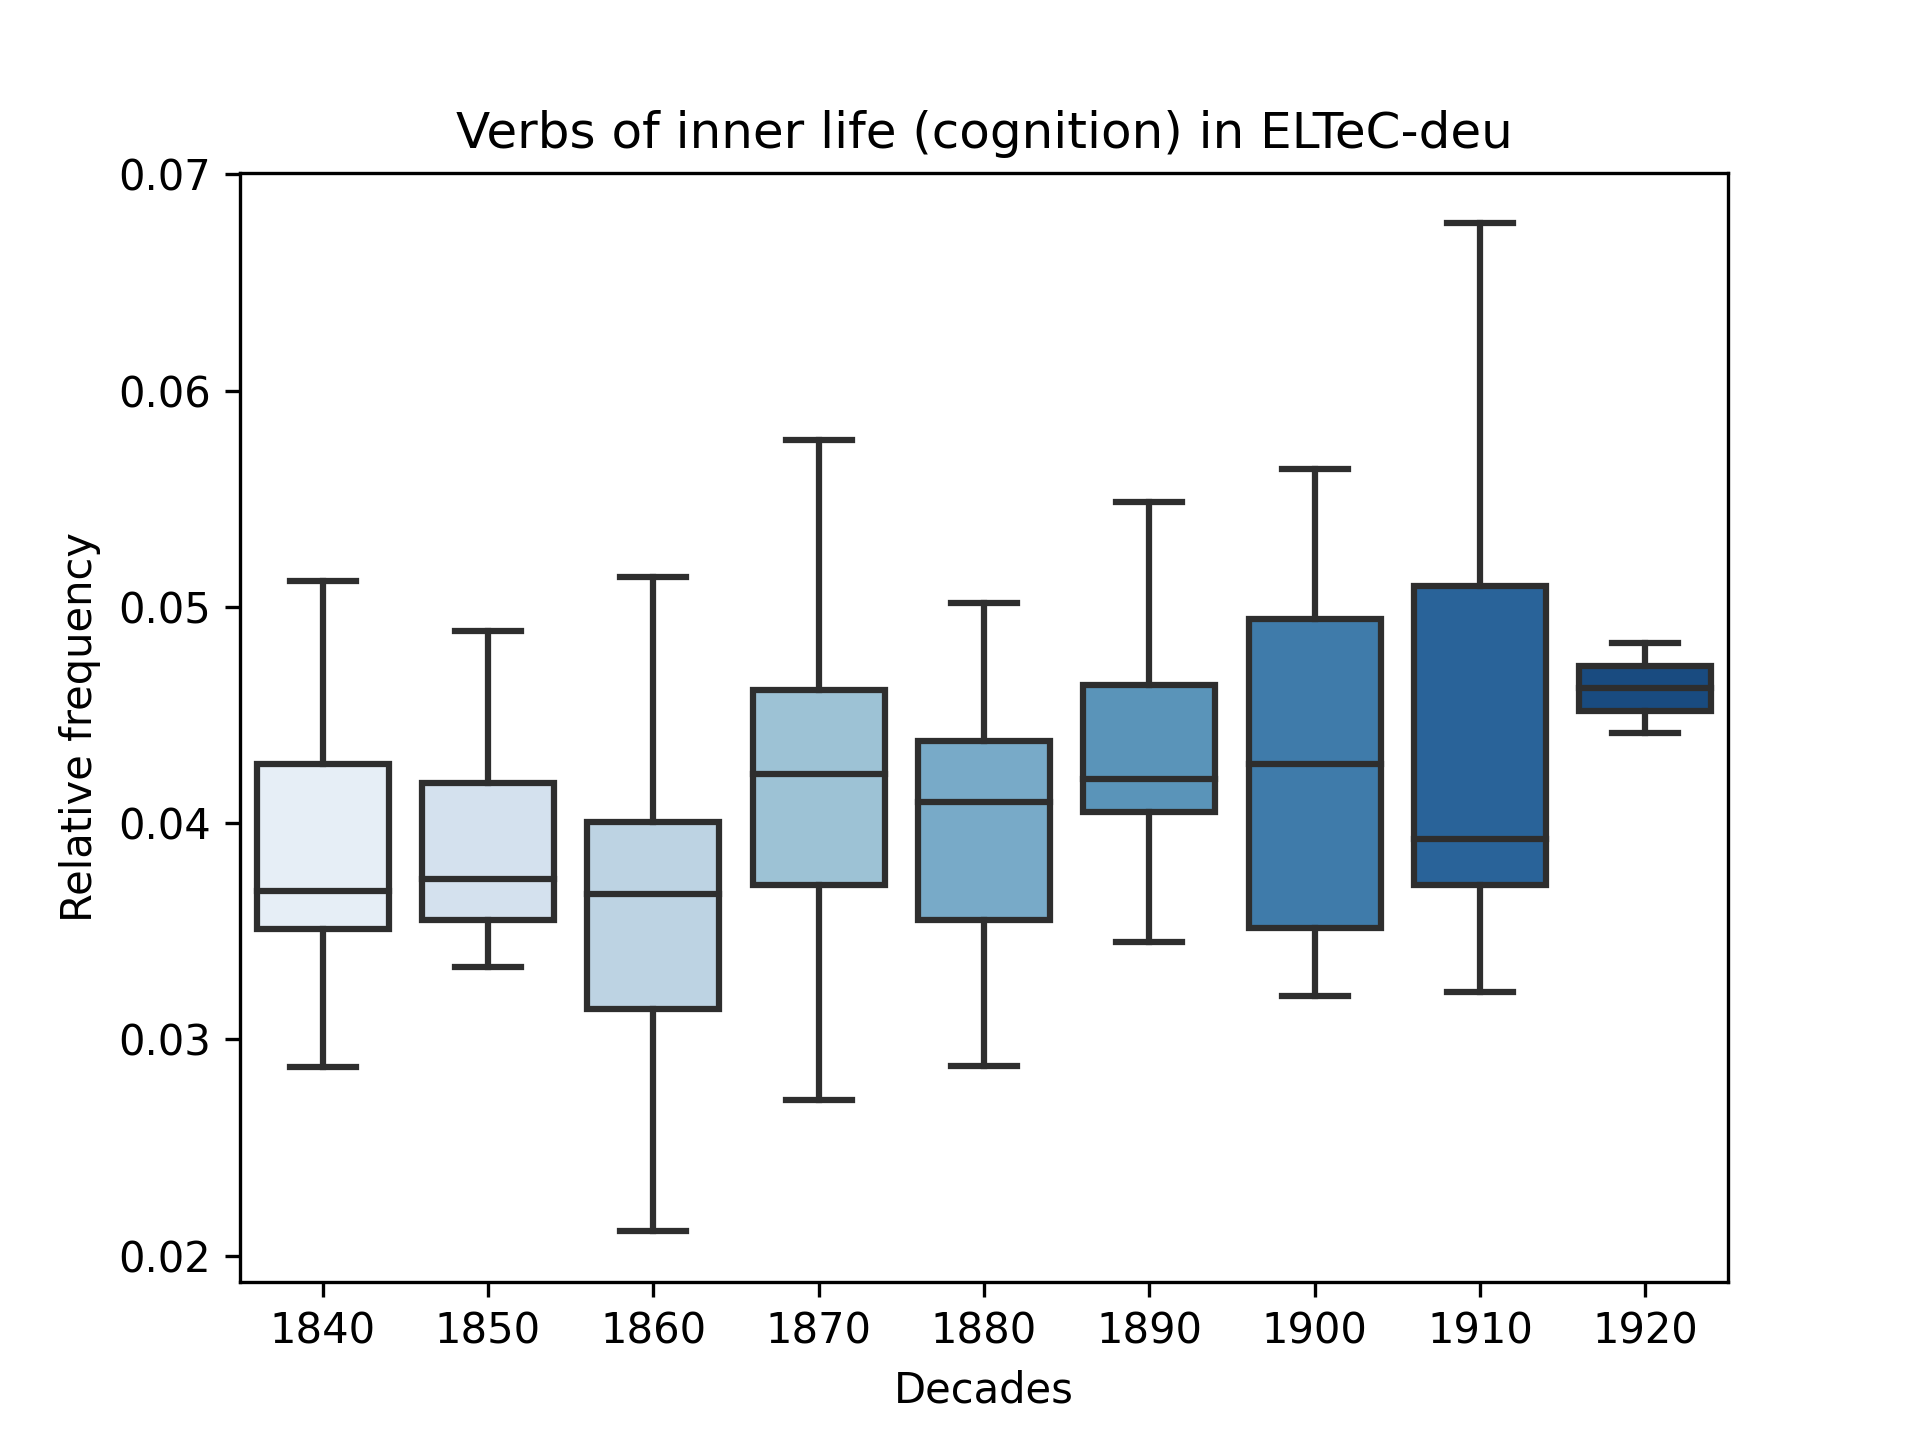 Verbs of inner life (cognition) in ELTeC-deu
0.07
0.06
0.05
0.04
0.03
0.02
Relative frequency
1840 1850 1860 1870 1880 1890 1900 1910 1920
Decades